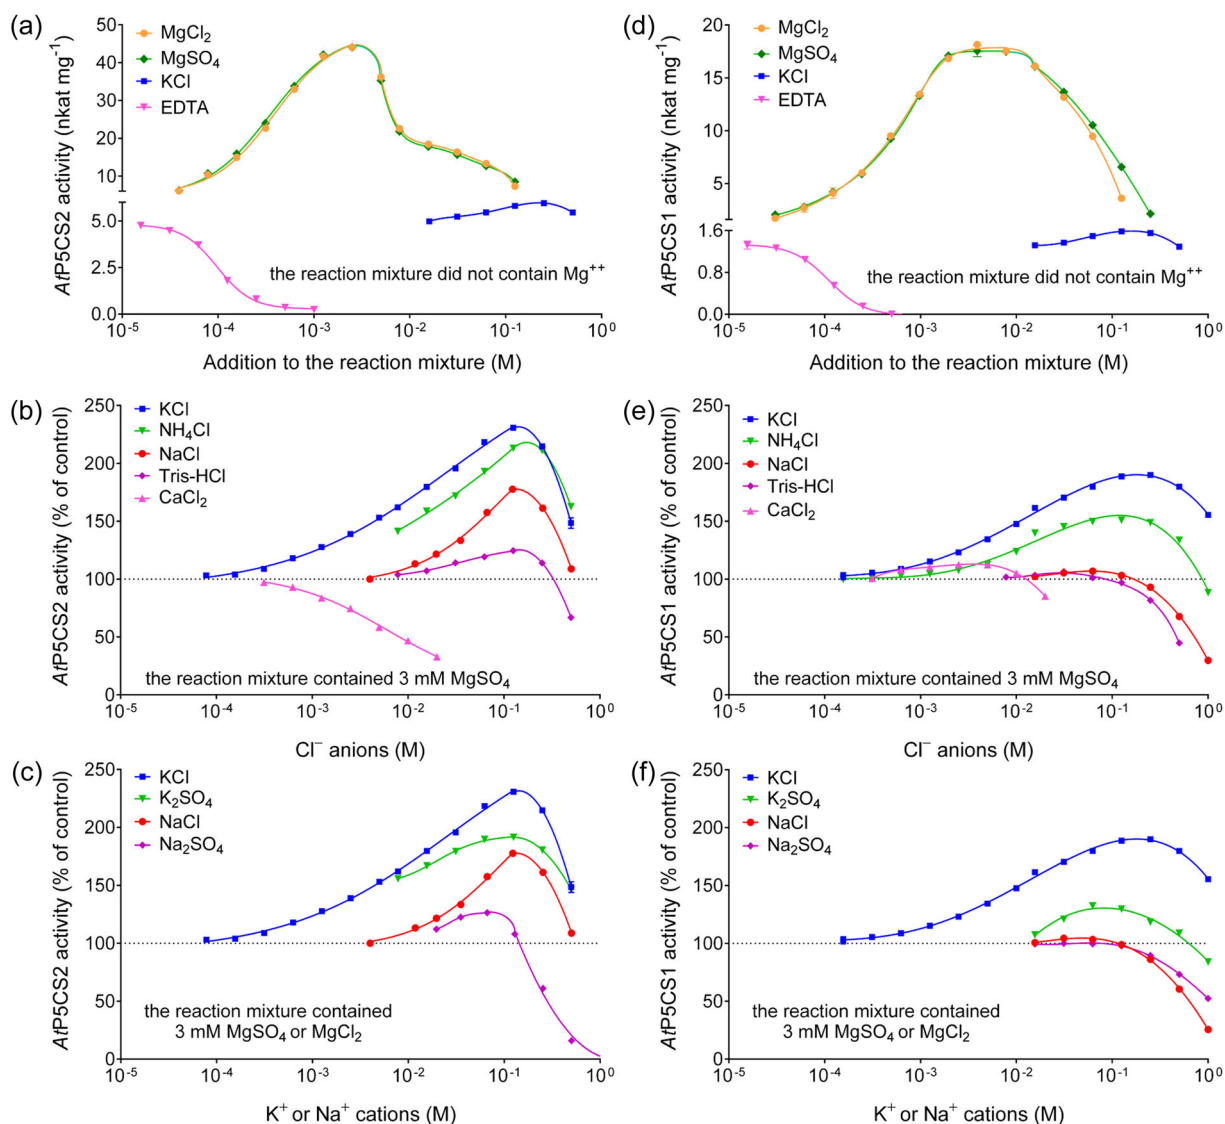 (a)
AtP5CS2 activity (nkat mg⁻¹)
50
40
30
20
10
5.0
2.5
0.0
MgCl₂
MgSO₄
KCl
EDTA
the reaction mixture did not contain Mg⁺⁺
10⁻⁵ 10⁻⁴ 10⁻³ 10⁻² 10⁻¹ 10⁰
Addition to the reaction mixture (M)
(d)
AtP5CS1 activity (nkat mg⁻¹)
20
15
10
5
1.6
0.8
0.0
MgCl₂
MgSO₄
KCl
EDTA
the reaction mixture did not contain Mg⁺⁺
10⁻⁵ 10⁻⁴ 10⁻³ 10⁻² 10⁻¹ 10⁰
Addition to the reaction mixture (M)
(b)
AtP5CS2 activity (% of control)
250
200
150
100
50
0
KCl
NH₄Cl
NaCl
Tris-HCl
CaCl₂
the reaction mixture contained 3 mM MgSO₄
10⁻⁵ 10⁻⁴ 10⁻³ 10⁻² 10⁻¹ 10⁰
Cl⁻ anions (M)
(e)
AtP5CS1 activity (% of control)
250
200
150
100
50
0
KCl
NH₄Cl
NaCl
Tris-HCl
CaCl₂
the reaction mixture contained 3 mM MgSO₄
10⁻⁵ 10⁻⁴ 10⁻³ 10⁻² 10⁻¹ 10⁰
Cl⁻ anions (M)
(c)
AtP5CS2 activity (% of control)
250
200
150
100
50
0
KCl
K₂SO₄
NaCl
Na₂SO₄
the reaction mixture contained
3 mM MgSO₄ or MgCl₂
10⁻⁵ 10⁻⁴ 10⁻³ 10⁻² 10⁻¹ 10⁰
K⁺ or Na⁺ cations (M)
(f)
AtP5CS1 activity (% of control)
250
200
150
100
50
0
KCl
K₂SO₄
NaCl
Na₂SO₄
the reaction mixture contained
3 mM MgSO₄ or MgCl₂
10⁻⁵ 10⁻⁴ 10⁻³ 10⁻² 10⁻¹ 10⁰
K⁺ or Na⁺ cations (M)